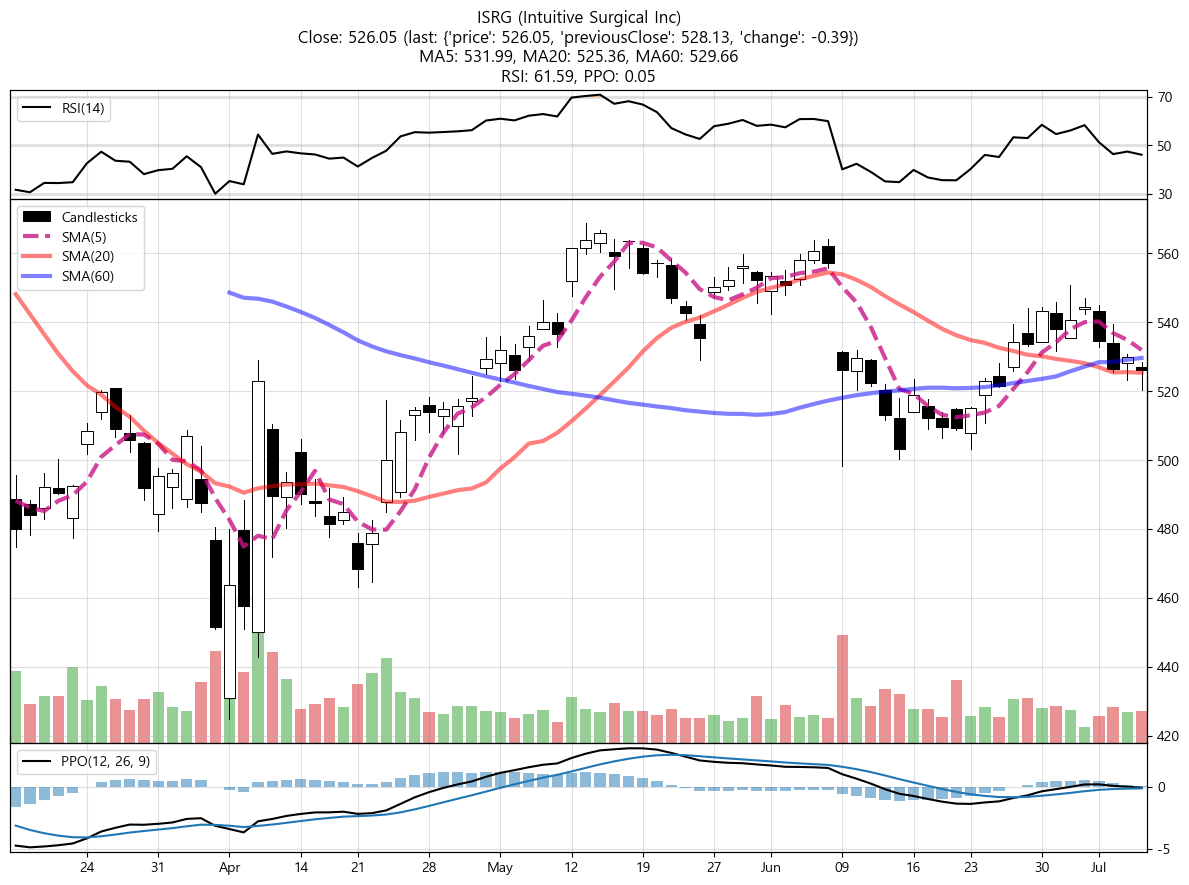 ISRG (Intuitive Surgical Inc)
Close: 526.05 (last: {'price': 526.05, 'previousClose': 528.13, 'change': -0.39})
MA5: 531.99, MA20: 525.36, MA60: 529.66
RSI: 61.59, PPO: 0.05
RSI(14)
70
50
30
Candlesticks
SMA(5)
SMA(20)
SMA(60)
560
540
520
500
480
460
440
420
PPO(12, 26, 9)
0
-5
24 31 Apr 14 21 28 May 12 19 27 Jun 09 16 23 30 Jul